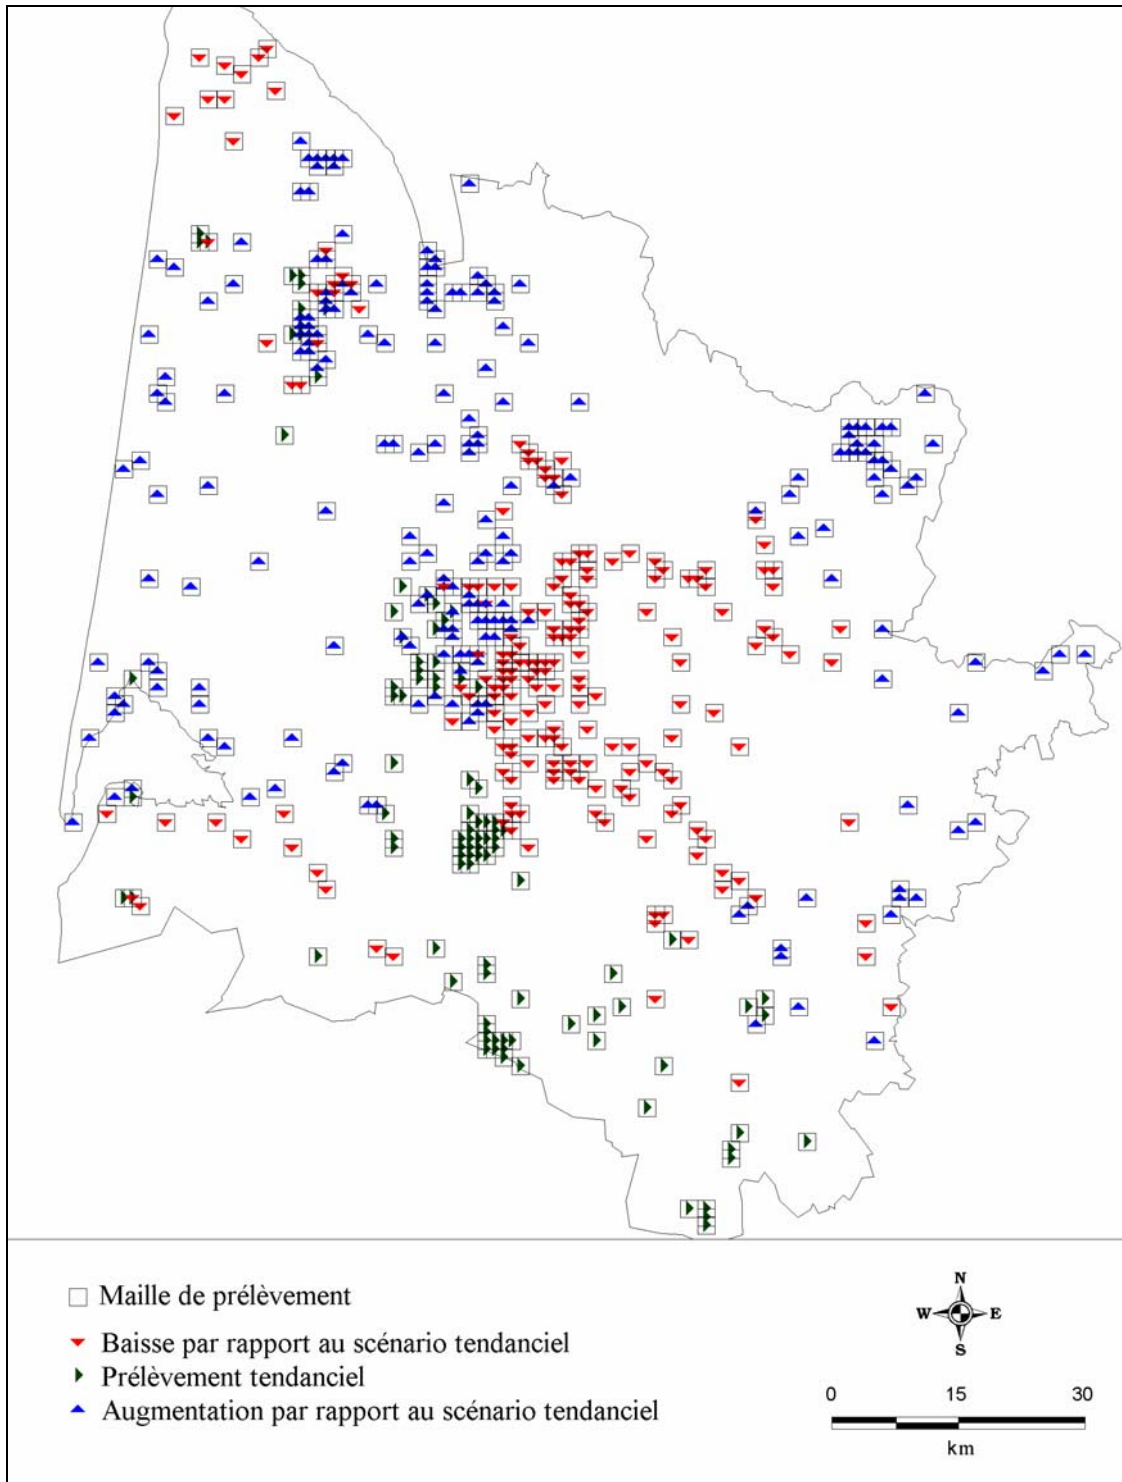 Maille de prélèvement
Baisse par rapport au scénario tendanciel
Prélèvement tendanciel
Augmentation par rapport au scénario tendanciel
N
W E
S
0 15 30
km